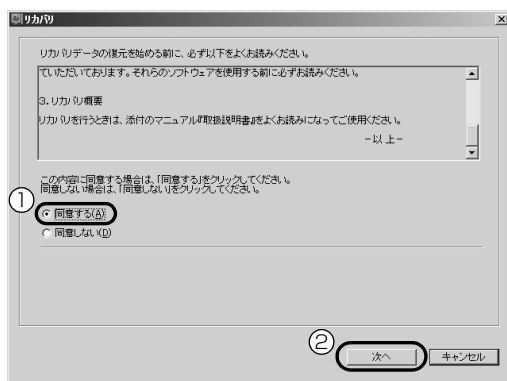 リカバリ
リカバリデータの復元を始める前に、必ず以下をよくお読みください。
ていただいております。それらのソフトウェアを使用する前に必ずお読みください。
3. リカバリ概要
リカバリを行うときは、添付のマニュアル『取扱説明書』をよくお読みになってご使用ください。
－以上－
この内容に同意する場合は、「同意する」をクリックしてください。
同意しない場合は、「同意しない」をクリックしてください。
①
同意する(A)
同意しない(D)
②
次へ
キャンセル